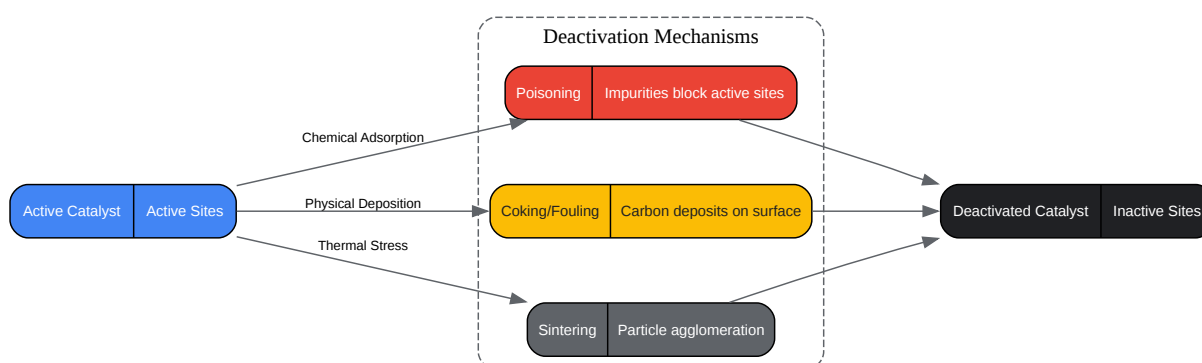 Deactivation Mechanisms
Poisoning Impurities block active sites
Chemical Adsorption
Active Catalyst Active Sites
Physical Deposition
Coking/Fouling Carbon deposits on surface
Deactivated Catalyst Inactive Sites
Thermal Stress
Sintering Particle agglomeration